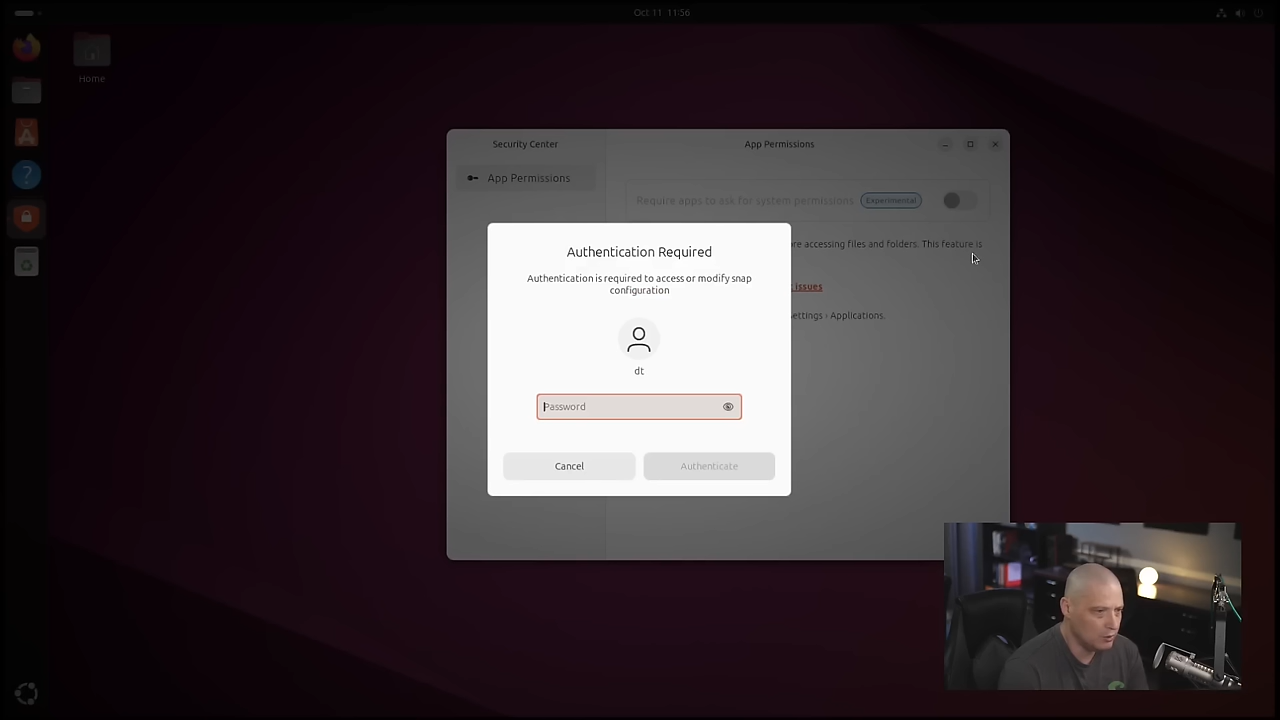 Oct 11 11:56
Home
Security Center
App Permissions
App Permissions
Require apps to ask for system permissions
Experimental
re accessing files and folders. This feature is
issues
ettings › Applications.
Authentication Required
Authentication is required to access or modify snap
configuration
dt
Password
Cancel
Authenticate